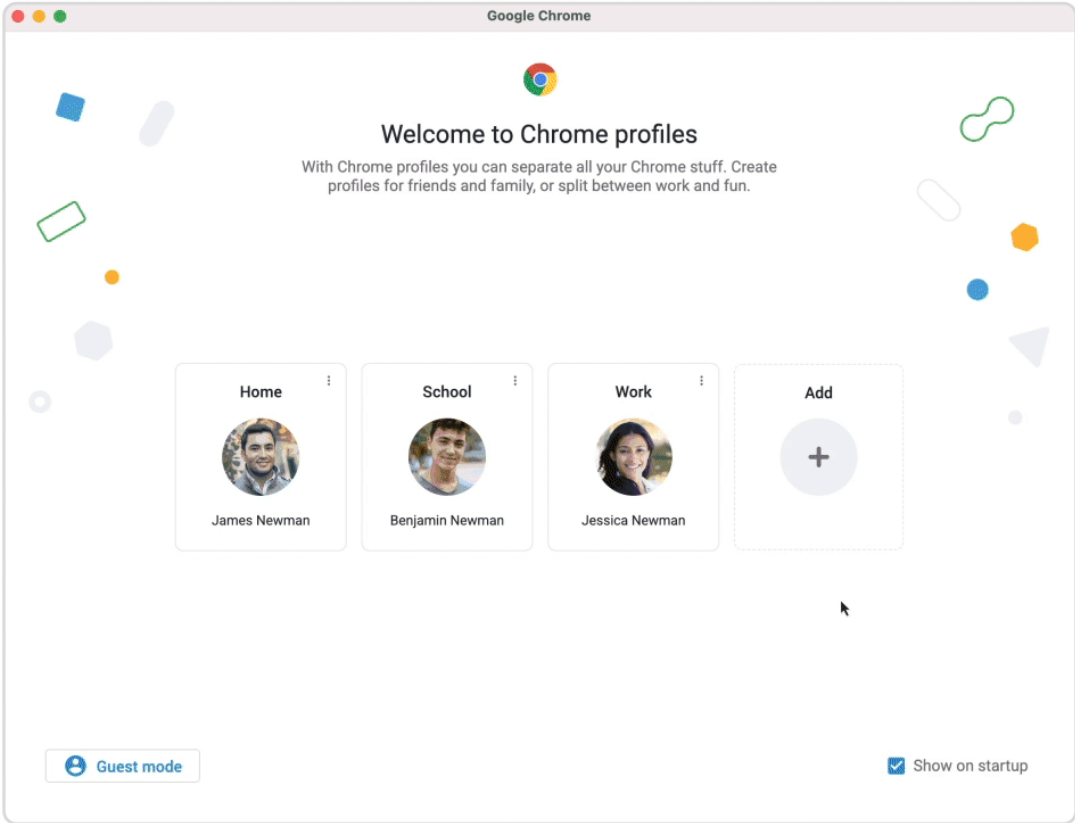 Google Chrome
Welcome to Chrome profiles
With Chrome profiles you can separate all your Chrome stuff. Create
profiles for friends and family, or split between work and fun.
Home
James Newman
School
Benjamin Newman
Work
Jessica Newman
Add
Guest mode
Show on startup